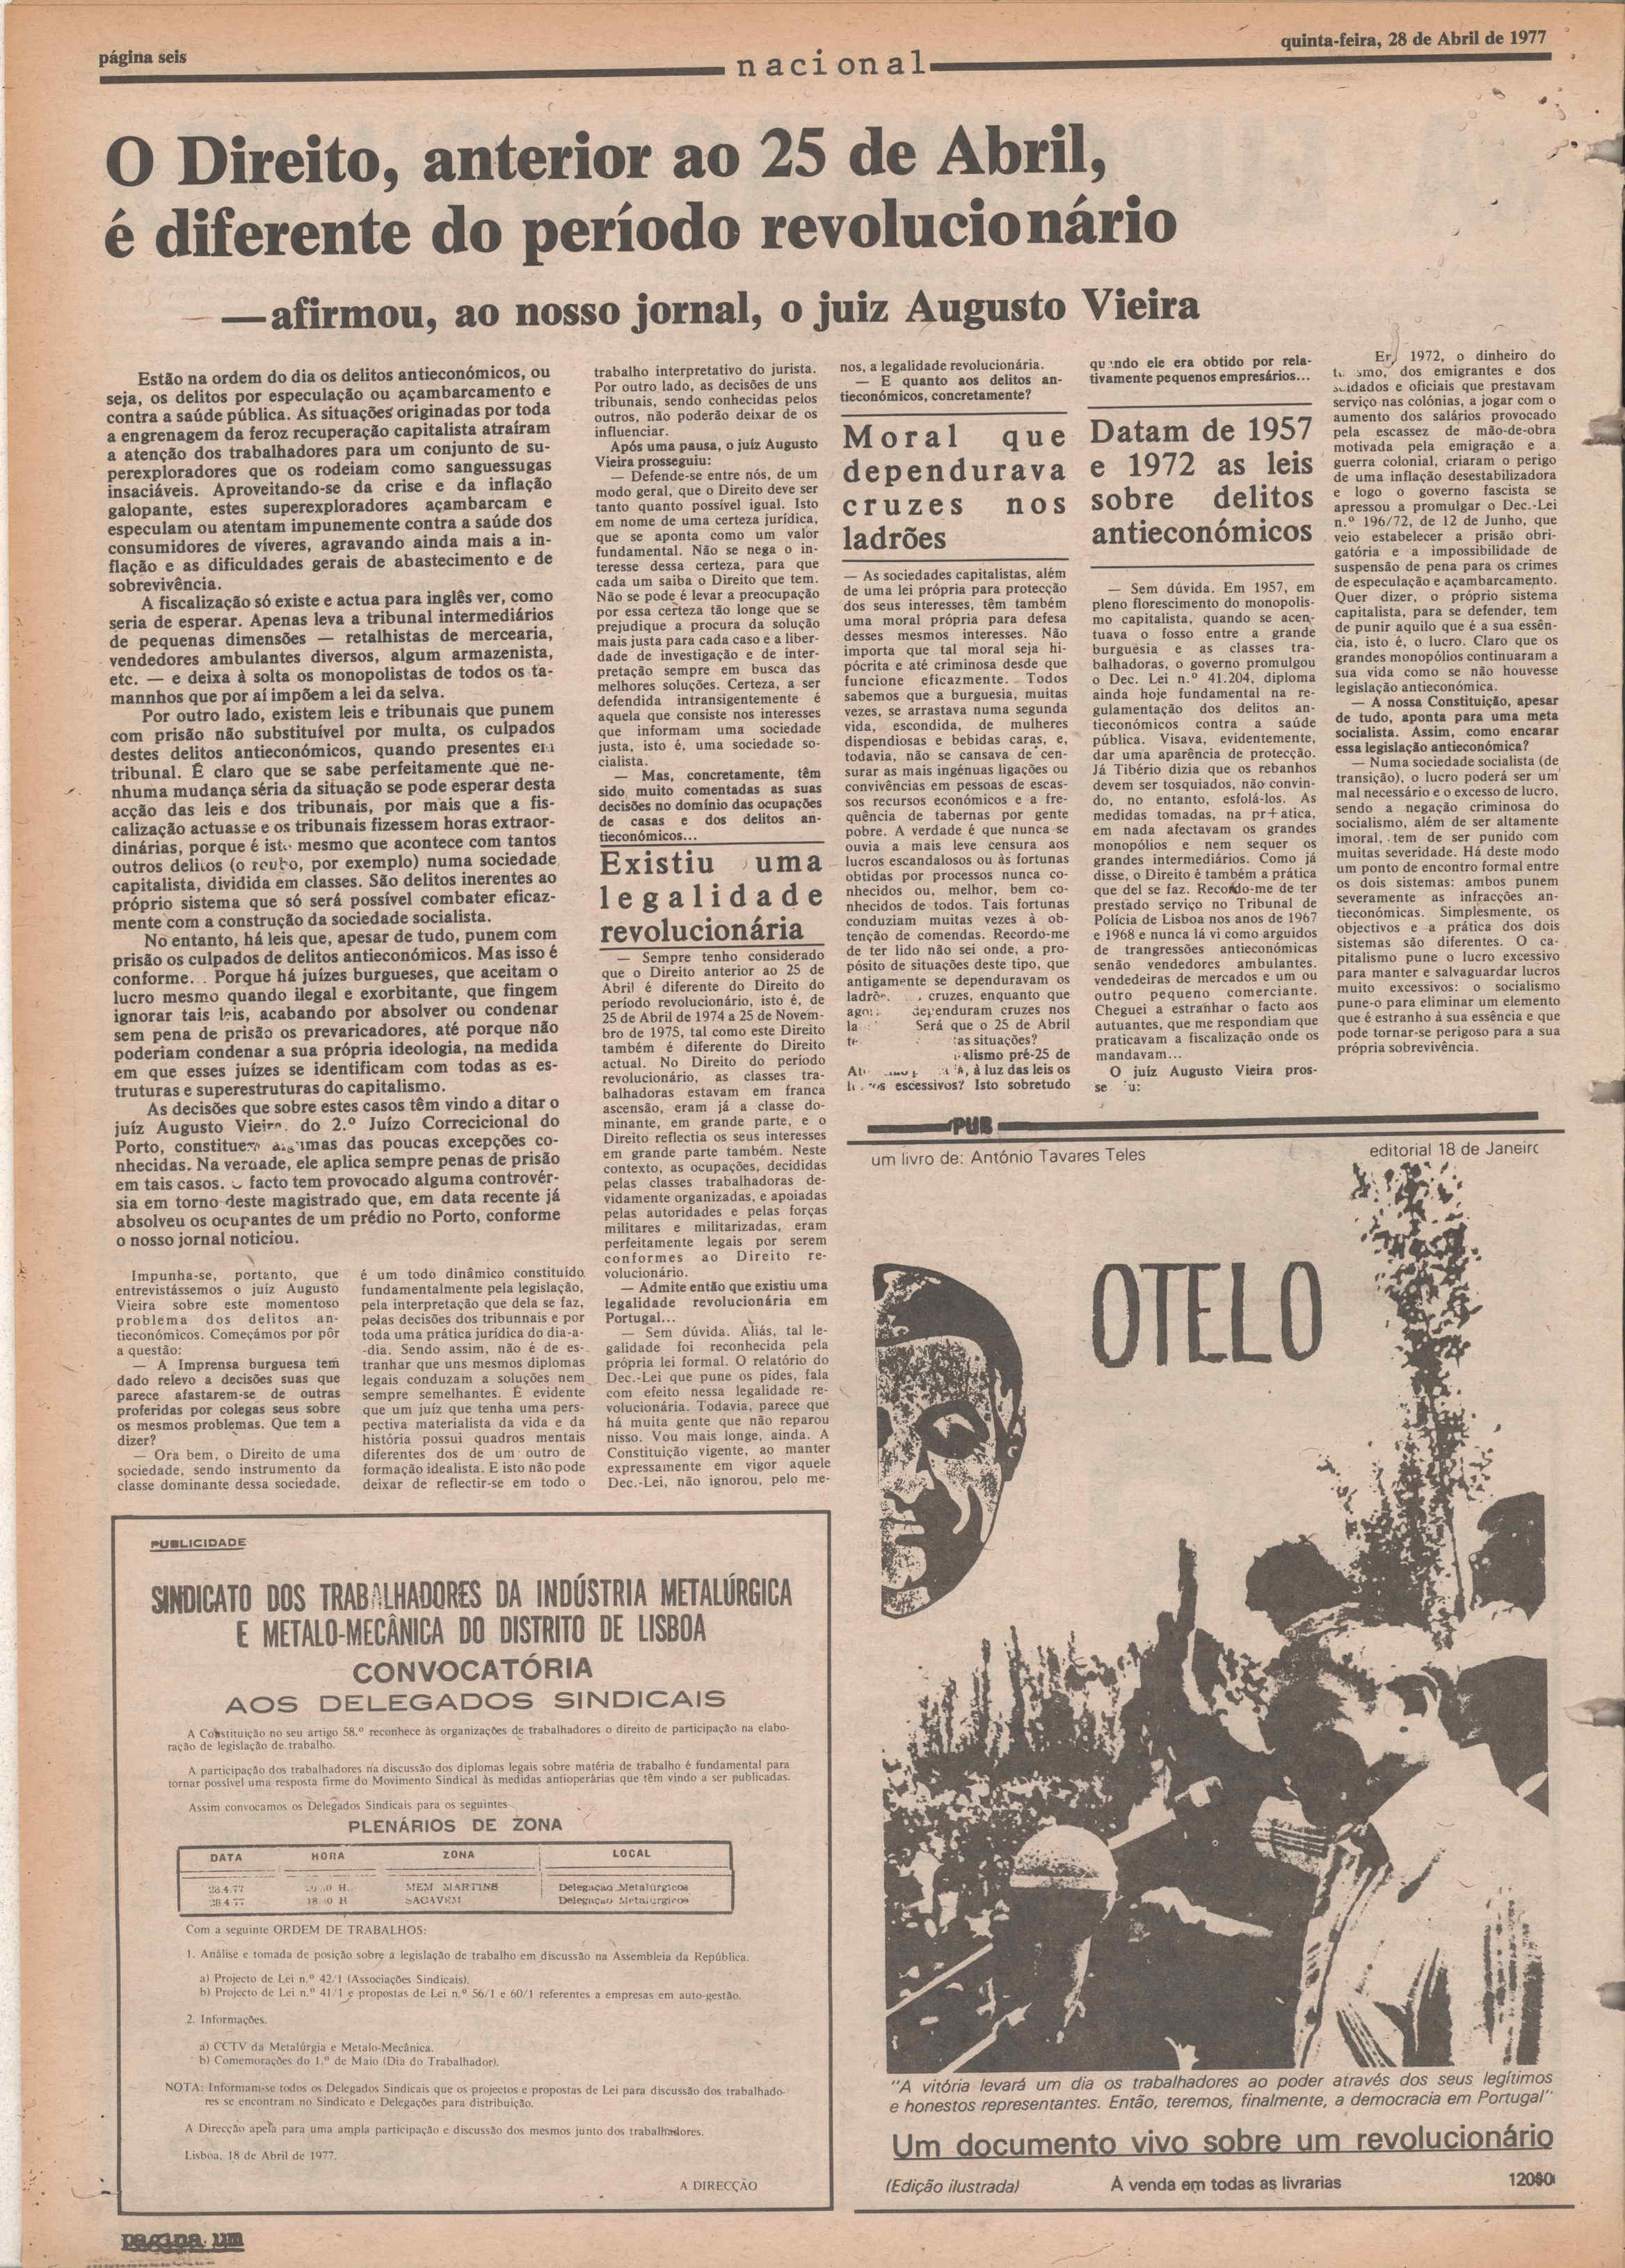 página seis
nacional
quinta-feira, 28 de Abril de 1977
O Direito, anterior ao 25 de Abril,
é diferente do período revolucionário
—afirmou, ao nosso jornal, o juiz Augusto Vieira
Estão na ordem do dia os delitos antieconómicos, ou
seja, os delitos por especulação ou açambarcamento e
contra a saúde pública. As situações originadas por toda
a engrenagem da feroz recuperação capitalista atraíram
a atenção dos trabalhadores para um conjunto de su-
perexploradores que os rodeiam como sanguessugas
insaciáveis. Aproveitando-se da crise e da inflação
galopante, estes superexploradores açambarcam e
especulam ou atentam impunemente contra a saúde dos
consumidores de víveres, agravando ainda mais a in-
flação e as dificuldades gerais de abastecimento e de
sobrevivência.
A fiscalização só existe e actua para inglês ver, como
seria de esperar. Apenas leva a tribunal intermediários
de pequenas dimensões — retalhistas de mercearia,
vendedores ambulantes diversos, algum armazenista,
etc. — e deixa à solta os monopolistas de todos os ta-
mannhos que por aí impõem a lei da selva.
Por outro lado, existem leis e tribunais que punem
com prisão não substituível por multa, os culpados
destes delitos antieconómicos, quando presentes em
tribunal. É claro que se sabe perfeitamente que ne-
nhuma mudança séria da situação se pode esperar desta
acção das leis e dos tribunais, por mais que a fis-
calização actuasse e os tribunais fizessem horas extraor-
dinárias, porque é isto mesmo que acontece com tantos
outros delitos (o roubo, por exemplo) numa sociedade
capitalista, dividida em classes. São delitos inerentes ao
próprio sistema que só será possível combater eficaz-
mente com a construção da sociedade socialista.
No entanto, há leis que, apesar de tudo, punem com
prisão os culpados de delitos antieconómicos. Mas isso é
conforme... Porque há juízes burgueses, que aceitam o
lucro mesmo quando ilegal e exorbitante, que fingem
ignorar tais leis, acabando por absolver ou condenar
sem pena de prisão os prevaricadores, até porque não
poderiam condenar a sua própria ideologia, na medida
em que esses juízes se identificam com todas as es-
truturas e superestruturas do capitalismo.
As decisões que sobre estes casos têm vindo a ditar o
juíz Augusto Vieira, do 2.º Juízo Correcicional do
Porto, constituem algumas das poucas excepções co-
nhecidas. Na verdade, ele aplica sempre penas de prisão
em tais casos. O facto tem provocado alguma controvér-
sia em torno deste magistrado que, em data recente já
absolveu os ocupantes de um prédio no Porto, conforme
o nosso jornal noticiou.
Impunha-se, portanto, que
entrevistássemos o juíz Augusto
Vieira sobre este momentoso
problema dos delitos an-
tieconómicos. Começámos por pôr
a questão:
— A Imprensa burguesa tem
dado relevo a decisões suas que
parece afastarem-se de outras
proferidas por colegas seus sobre
os mesmos problemas. Que tem a
dizer?
— Ora bem, o Direito de uma
sociedade, sendo instrumento da
classe dominante dessa sociedade,
é um todo dinâmico constituído
fundamentalmente pela legislação,
pela interpretação que dela se faz,
pelas decisões dos tribunnais e por
toda uma prática jurídica do dia-a-
-dia. Sendo assim, não é de es-
tranhar que uns mesmos diplomas
legais conduzam a soluções nem
sempre semelhantes. É evidente
que um juíz que tenha uma pers-
pectiva materialista da vida e da
história possui quadros mentais
diferentes dos de um outro de
formação idealista. E isto não pode
deixar de reflectir-se em todo o
trabalho interpretativo do jurista.
Por outro lado, as decisões de uns
tribunais, sendo conhecidas pelos
outros, não poderão deixar de os
influenciar.
Após uma pausa, o juíz Augusto
Vieira prosseguiu:
— Defende-se entre nós, de um
modo geral, que o Direito deve ser
tanto quanto possível igual. Isto
em nome de uma certeza jurídica,
que se aponta como um valor
fundamental. Não se nega o in-
teresse dessa certeza, para que
cada um saiba o Direito que tem.
Não se pode é levar a preocupação
por essa certeza tão longe que se
prejudique a procura da solução
mais justa para cada caso e a liber-
dade de investigação e de inter-
pretação sempre em busca das
melhores soluções. Certeza, a ser
defendida intransigentemente é
aquela que consiste nos interesses
que informam uma sociedade
justa, isto é, uma sociedade so-
cialista.
— Mas, concretamente, têm
sido muito comentadas as suas
decisões no domínio das ocupações
de casas e dos delitos an-
tieconómicos...
Existiu uma
legalidade
revolucionária
— Sempre tenho considerado
que o Direito anterior ao 25 de
Abril é diferente do Direito do
período revolucionário, isto é, de
25 de Abril de 1974 a 25 de Novem-
bro de 1975, tal como este Direito
também é diferente do Direito
actual. No Direito do período
revolucionário, as classes tra-
balhadoras estavam em franca
ascensão, eram já a classe do-
minante, em grande parte, e o
Direito reflectia os seus interesses
em grande parte também. Neste
contexto, as ocupações, decididas
pelas classes trabalhadoras de-
vidamente organizadas, e apoiadas
pelas autoridades e pelas forças
militares e militarizadas, eram
perfeitamente legais por serem
conformes ao Direito re-
volucionário.
— Admite então que existiu uma
legalidade revolucionária em
Portugal...
— Sem dúvida. Aliás, tal le-
galidade foi reconhecida pela
própria lei formal. O relatório do
Dec.-Lei que pune os pides, fala
com efeito nessa legalidade re-
volucionária. Todavia, parece que
há muita gente que não reparou
nisso. Vou mais longe, ainda. A
Constituição vigente, ao manter
expressamente em vigor aquele
Dec.-Lei, não ignorou, pelo me-
nos, a legalidade revolucionária.
— E quanto aos delitos an-
tieconómicos, concretamente?
Moral que
dependurava
cruzes nos
ladrões
— As sociedades capitalistas, além
de uma lei própria para protecção
dos seus interesses, têm também
uma moral própria para defesa
desses mesmos interesses. Não
importa que tal moral seja hi-
pócrita e até criminosa desde que
funcione eficazmente. Todos
sabemos que a burguesia, muitas
vezes, se arrastava numa segunda
vida, escondida, de mulheres
dispendiosas e bebidas caras, e,
todavia, não se cansava de cen-
surar as mais ingénuas ligações ou
convivências em pessoas de escas-
sos recursos económicos e a fre-
quência de tabernas por gente
pobre. A verdade é que nunca se
ouvia a mais leve censura aos
lucros escandalosos ou às fortunas
obtidas por processos nunca co-
nhecidos ou, melhor, bem co-
nhecidos de todos. Tais fortunas
conduziam muitas vezes à ob-
tenção de comendas. Recordo-me
de ter lido não sei onde, a pro-
pósito de situações deste tipo, que
antigamente se dependuravam os
cruzes, enquanto que
dependuram cruzes nos
Será que o 25 de Abril
tas situações?
alismo pré-25 de
à luz das leis os
escessivos? Isto sobretudo
quando ele era obtido por rela-
tivamente pequenos empresários...
Datam de 1957
e 1972 as leis
sobre delitos
antieconómicos
— Sem dúvida. Em 1957, em
pleno florescimento do monopolis-
mo capitalista, quando se acen-
tuava o fosso entre a grande
burguesia e as classes tra-
balhadoras, o governo promulgou
o Dec. Lei n.º 41.204, diploma
ainda hoje fundamental na re-
gulamentação dos delitos an-
tieconómicos contra a saúde
pública. Visava, evidentemente,
dar uma aparência de protecção.
Já Tibério dizia que os rebanhos
devem ser tosquiados, não convin-
do, no entanto, esfolá-los. As
medidas tomadas, na pr+atica,
em nada afectavam os grandes
monopólios e nem sequer os
grandes intermediários. Como já
disse, o Direito é também a prática
que del se faz. Recordo-me de ter
prestado serviço no Tribunal de
Polícia de Lisboa nos anos de 1967
e 1968 e nunca lá vi como arguidos
de trangressões antieconómicas
senão vendedores ambulantes.
vendedeiras de mercados e um ou
outro pequeno comerciante.
Cheguei a estranhar o facto aos
autuantes, que me respondiam que
praticavam a fiscalização onde os
mandavam...
O juíz Augusto Vieira pros-
1972, o dinheiro do
dos emigrantes e dos
soldados e oficiais que prestavam
serviço nas colónias, a jogar com o
aumento dos salários provocado
pela escassez de mão-de-obra
motivada pela emigração e a
guerra colonial, criaram o perigo
de uma inflação desestabilizadora
e logo o governo fascista se
apressou a promulgar o Dec.-Lei
n.º 196/72, de 12 de Junho, que
veio estabelecer a prisão obri-
gatória e a impossibilidade de
suspensão de pena para os crimes
de especulação e açambarcamento.
Quer dizer, o próprio sistema
capitalista, para se defender, tem
de punir aquilo que é a sua essên-
cia, isto é, o lucro. Claro que os
grandes monopólios continuaram a
sua vida como se não houvesse
legislação antieconómica.
— A nossa Constituição, apesar
de tudo, aponta para uma meta
socialista. Assim, como encarar
essa legislação antieconómica?
— Numa sociedade socialista (de
transição), o lucro poderá ser um
mal necessário e o excesso de lucro,
sendo a negação criminosa do
socialismo, além de ser altamente
imoral, tem de ser punido com
muitas severidade. Há deste modo
um ponto de encontro formal entre
os dois sistemas: ambos punem
severamente as infracções an-
tieconómicas. Simplesmente, os
objectivos e a prática dos dois
sistemas são diferentes. O ca-
pitalismo pune o lucro excessivo
para manter e salvaguardar lucros
muito excessivos: o socialismo
pune-o para eliminar um elemento
que é estranho à sua essência e que
pode tornar-se perigoso para a sua
própria sobrevivência.
PUBLICIDADE
SINDICATO DOS TRABALHADORES DA INDÚSTRIA METALÚRGICA
E METALO-MECÂNICA DO DISTRITO DE LISBOA
CONVOCATÓRIA
AOS DELEGADOS SINDICAIS
A Constituição no seu artigo 58.º reconhece às organizações de trabalhadores o direito de participação na elabo-
ração de legislação de trabalho.
A participação dos trabalhadores na discussão dos diplomas legais sobre matéria de trabalho é fundamental para
tornar possível uma resposta firme do Movimento Sindical às medidas antioperárias que têm vindo a ser publicadas.
Assim convocamos os Delegados Sindicais para os seguintes
PLENÁRIOS DE ZONA
DATA HORA ZONA LOCAL
28.4.77 H. MEM MARTINS Delegação Metalúrgicos
28.4.77 H SACAVÉM Delegação Metalúrgicos
Com a seguinte ORDEM DE TRABALHOS:
1. Análise e tomada de posição sobre a legislação de trabalho em discussão na Assembleia da República.
a) Projecto de Lei n.º 42/1 (Associações Sindicais).
b) Projecto de Lei n.º 41/1 e propostas de Lei n.º 56/1 e 60/1 referentes a empresas em auto-gestão.
2. Informações.
a) CCTV da Metalúrgia e Metalo-Mecânica.
b) Comemorações do 1.º de Maio (Dia do Trabalhador).
NOTA: Informam-se todos os Delegados Sindicais que os projectos e propostas de Lei para discussão dos trabalhado-
res se encontram no Sindicato e Delegações para distribuição.
A Direcção apela para uma ampla participação e discussão dos mesmos junto dos trabalhadores.
Lisboa, 18 de Abril de 1977.
A DIRECÇÃO
PUB
um livro de: António Tavares Teles
editorial 18 de Janeiro
OTELO
"A vitória levará um dia os trabalhadores ao poder através dos seus legítimos
e honestos representantes. Então, teremos, finalmente, a democracia em Portugal"
Um documento vivo sobre um revolucionário
(Edição ilustrada)
À venda em todas as livrarias
120$0
pagina um